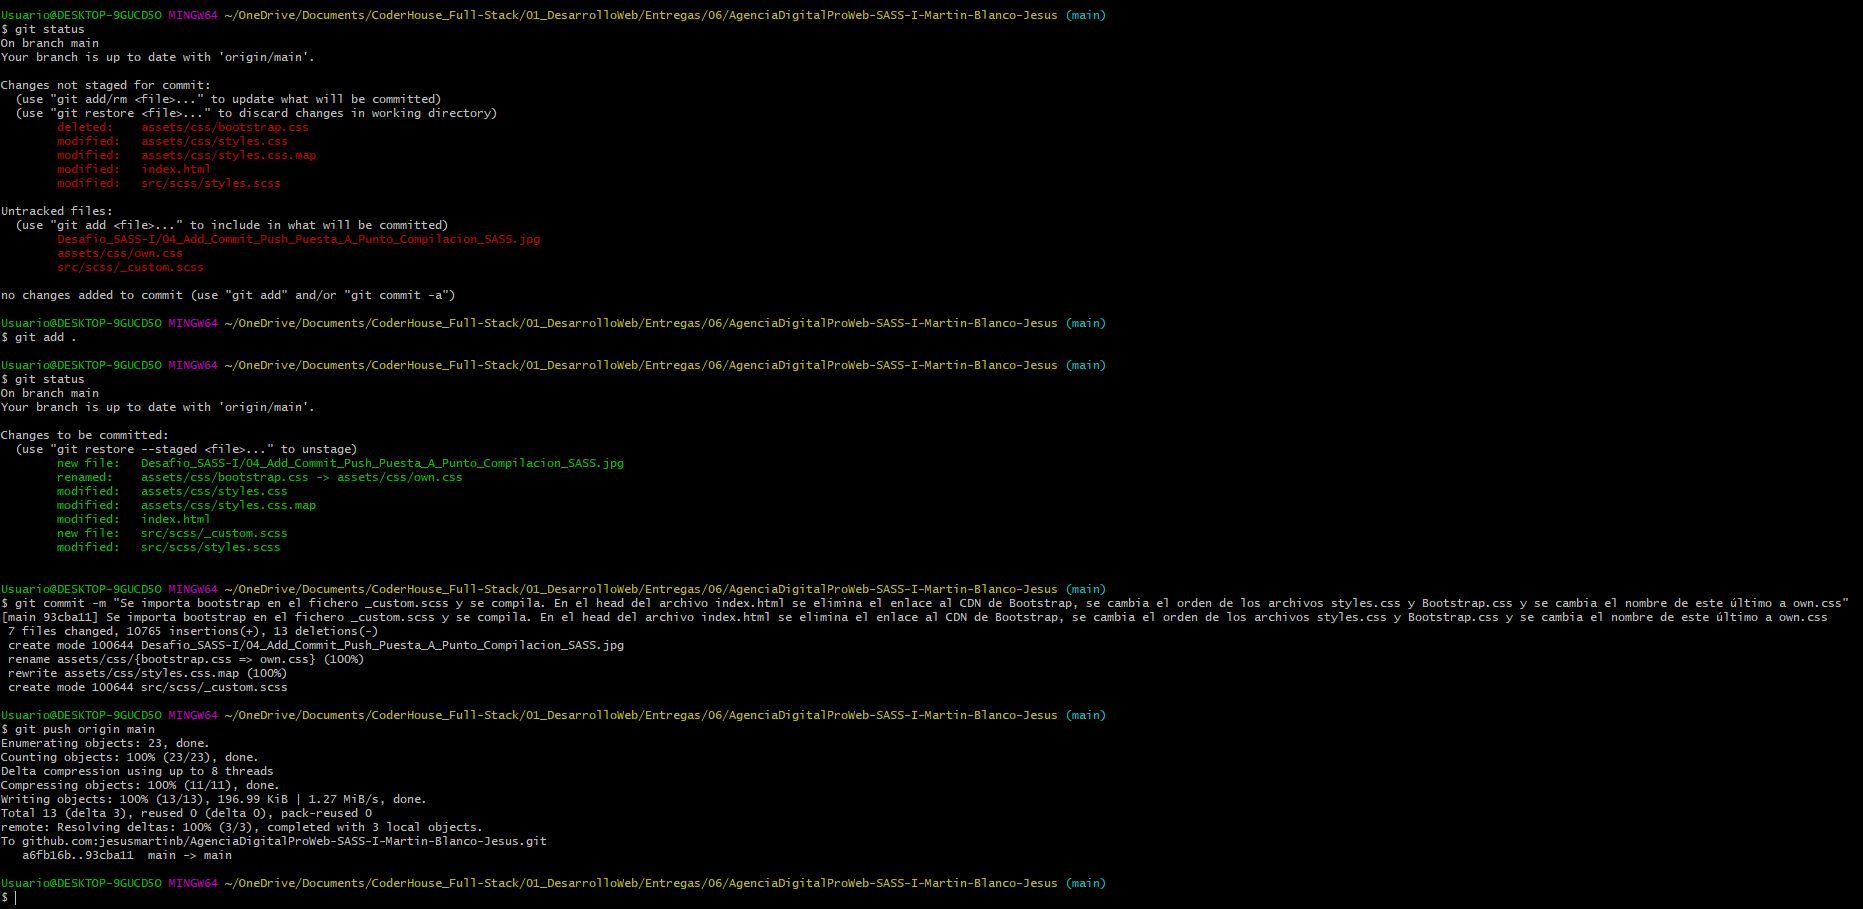 Usuario@DESKTOP-9GUCD5O MINGW64 ~/OneDrive/Documents/CoderHouse_Full-Stack/01_DesarrolloWeb/Entregas/06/AgenciaDigitalProWeb-SASS-I-Martin-Blanco-Jesus (main)
$ git status
On branch main
Your branch is up to date with 'origin/main'.
Changes not staged for commit:
(use "git add/rm <file>..." to update what will be committed)
(use "git restore <file>..." to discard changes in working directory)
deleted: assets/css/bootstrap.css
modified: assets/css/styles.css
modified: assets/css/styles.css.map
modified: index.html
modified: src/scss/styles.scss
Untracked files:
(use "git add <file>..." to include in what will be committed)
Desafio_SASS-I/04_Add_Commit_Push_Puesta_A_Punto_Compilacion_SASS.jpg
assets/css/own.css
src/scss/_custom.scss
no changes added to commit (use "git add" and/or "git commit -a")
Usuario@DESKTOP-9GUCD5O MINGW64 ~/OneDrive/Documents/CoderHouse_Full-Stack/01_DesarrolloWeb/Entregas/06/AgenciaDigitalProWeb-SASS-I-Martin-Blanco-Jesus (main)
$ git add .
Usuario@DESKTOP-9GUCD5O MINGW64 ~/OneDrive/Documents/CoderHouse_Full-Stack/01_DesarrolloWeb/Entregas/06/AgenciaDigitalProWeb-SASS-I-Martin-Blanco-Jesus (main)
$ git status
On branch main
Your branch is up to date with 'origin/main'.
Changes to be committed:
(use "git restore --staged <file>..." to unstage)
new file: Desafio_SASS-I/04_Add_Commit_Push_Puesta_A_Punto_Compilacion_SASS.jpg
renamed: assets/css/bootstrap.css -> assets/css/own.css
modified: assets/css/styles.css
modified: assets/css/styles.css.map
modified: index.html
new file: src/scss/_custom.scss
modified: src/scss/styles.scss
Usuario@DESKTOP-9GUCD5O MINGW64 ~/OneDrive/Documents/CoderHouse_Full-Stack/01_DesarrolloWeb/Entregas/06/AgenciaDigitalProWeb-SASS-I-Martin-Blanco-Jesus (main)
$ git commit -m "Se importa bootstrap en el fichero _custom.scss y se compila. En el head del archivo index.html se elimina el enlace al CDN de Bootstrap, se cambia el orden de los archivos styles.css y Bootstrap.css y se cambia el nombre de este último a own.css"
[main 93cba11] Se importa bootstrap en el fichero _custom.scss y se compila. En el head del archivo index.html se elimina el enlace al CDN de Bootstrap, se cambia el orden de los archivos styles.css y Bootstrap.css y se cambia el nombre de este último a own.css
7 files changed, 10765 insertions(+), 13 deletions(-)
create mode 100644 Desafio_SASS-I/04_Add_Commit_Push_Puesta_A_Punto_Compilacion_SASS.jpg
rename assets/css/{bootstrap.css => own.css} (100%)
rewrite assets/css/styles.css.map (100%)
create mode 100644 src/scss/_custom.scss
Usuario@DESKTOP-9GUCD5O MINGW64 ~/OneDrive/Documents/CoderHouse_Full-Stack/01_DesarrolloWeb/Entregas/06/AgenciaDigitalProWeb-SASS-I-Martin-Blanco-Jesus (main)
$ git push origin main
Enumerating objects: 23, done.
Counting objects: 100% (23/23), done.
Delta compression using up to 8 threads
Compressing objects: 100% (11/11), done.
Writing objects: 100% (13/13), 196.99 KiB | 1.27 MiB/s, done.
Total 13 (delta 3), reused 0 (delta 0), pack-reused 0
remote: Resolving deltas: 100% (3/3), completed with 3 local objects.
To github.com:jesusmartinb/AgenciaDigitalProWeb-SASS-I-Martin-Blanco-Jesus.git
a6fb16b..93cba11 main -> main
Usuario@DESKTOP-9GUCD5O MINGW64 ~/OneDrive/Documents/CoderHouse_Full-Stack/01_DesarrolloWeb/Entregas/06/AgenciaDigitalProWeb-SASS-I-Martin-Blanco-Jesus (main)
$